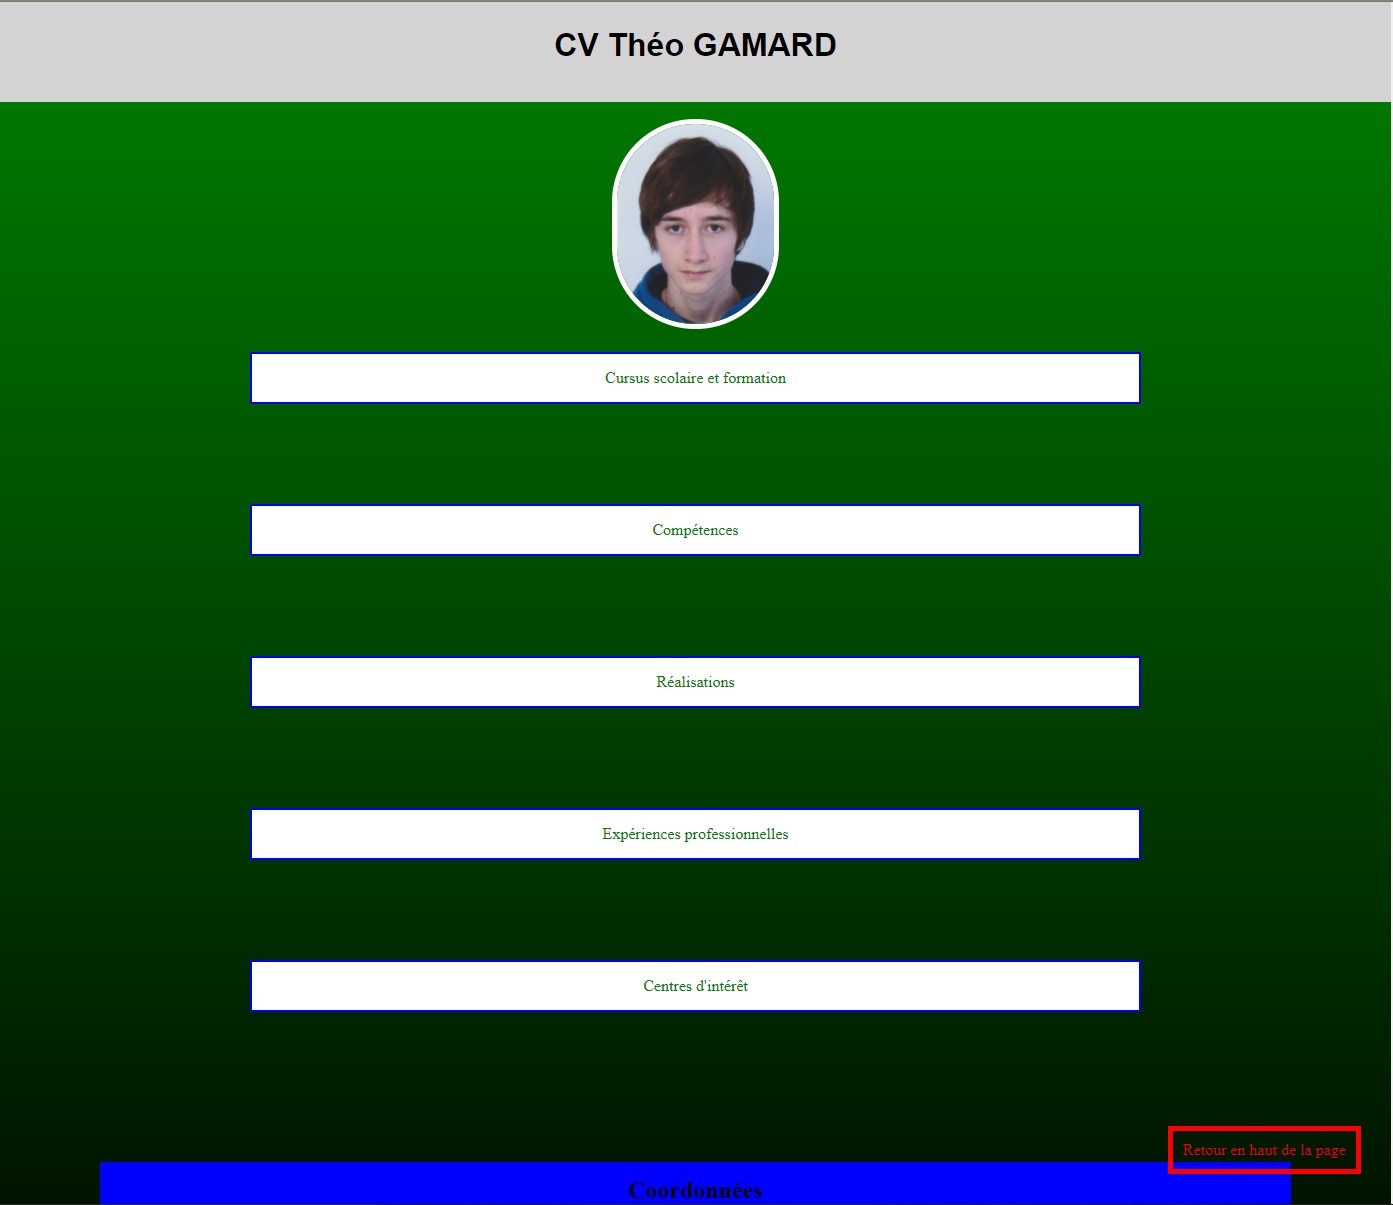 CV Théo GAMARD
Cursus scolaire et formation
Compétences
Réalisations
Expériences professionnelles
Centres d'intérêt
Retour en haut de la page
Coordonnées